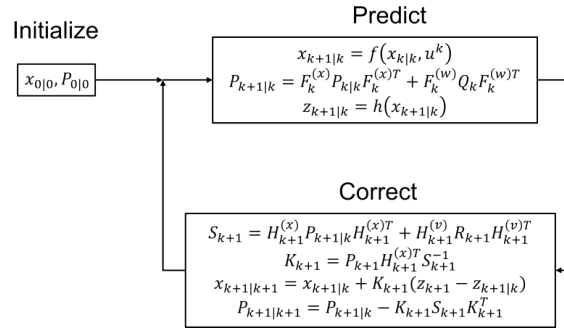 Initialize
Predict
x_{0|0}, P_{0|0}
x_{k+1|k} = f(x_{k|k}, u^k)
P_{k+1|k} = F_k^{(x)} P_{k|k} F_k^{(x)T} + F_k^{(w)} Q_k F_k^{(w)T}
z_{k+1|k} = h(x_{k+1|k})
Correct
S_{k+1} = H_{k+1}^{(x)} P_{k+1|k} H_{k+1}^{(x)T} + H_{k+1}^{(v)} R_{k+1} H_{k+1}^{(v)T}
K_{k+1} = P_{k+1} H_{k+1}^{(x)T} S_{k+1}^{-1}
x_{k+1|k+1} = x_{k+1|k} + K_{k+1}(z_{k+1} − z_{k+1|k})
P_{k+1|k+1} = P_{k+1|k} − K_{k+1} S_{k+1} K_{k+1}^T